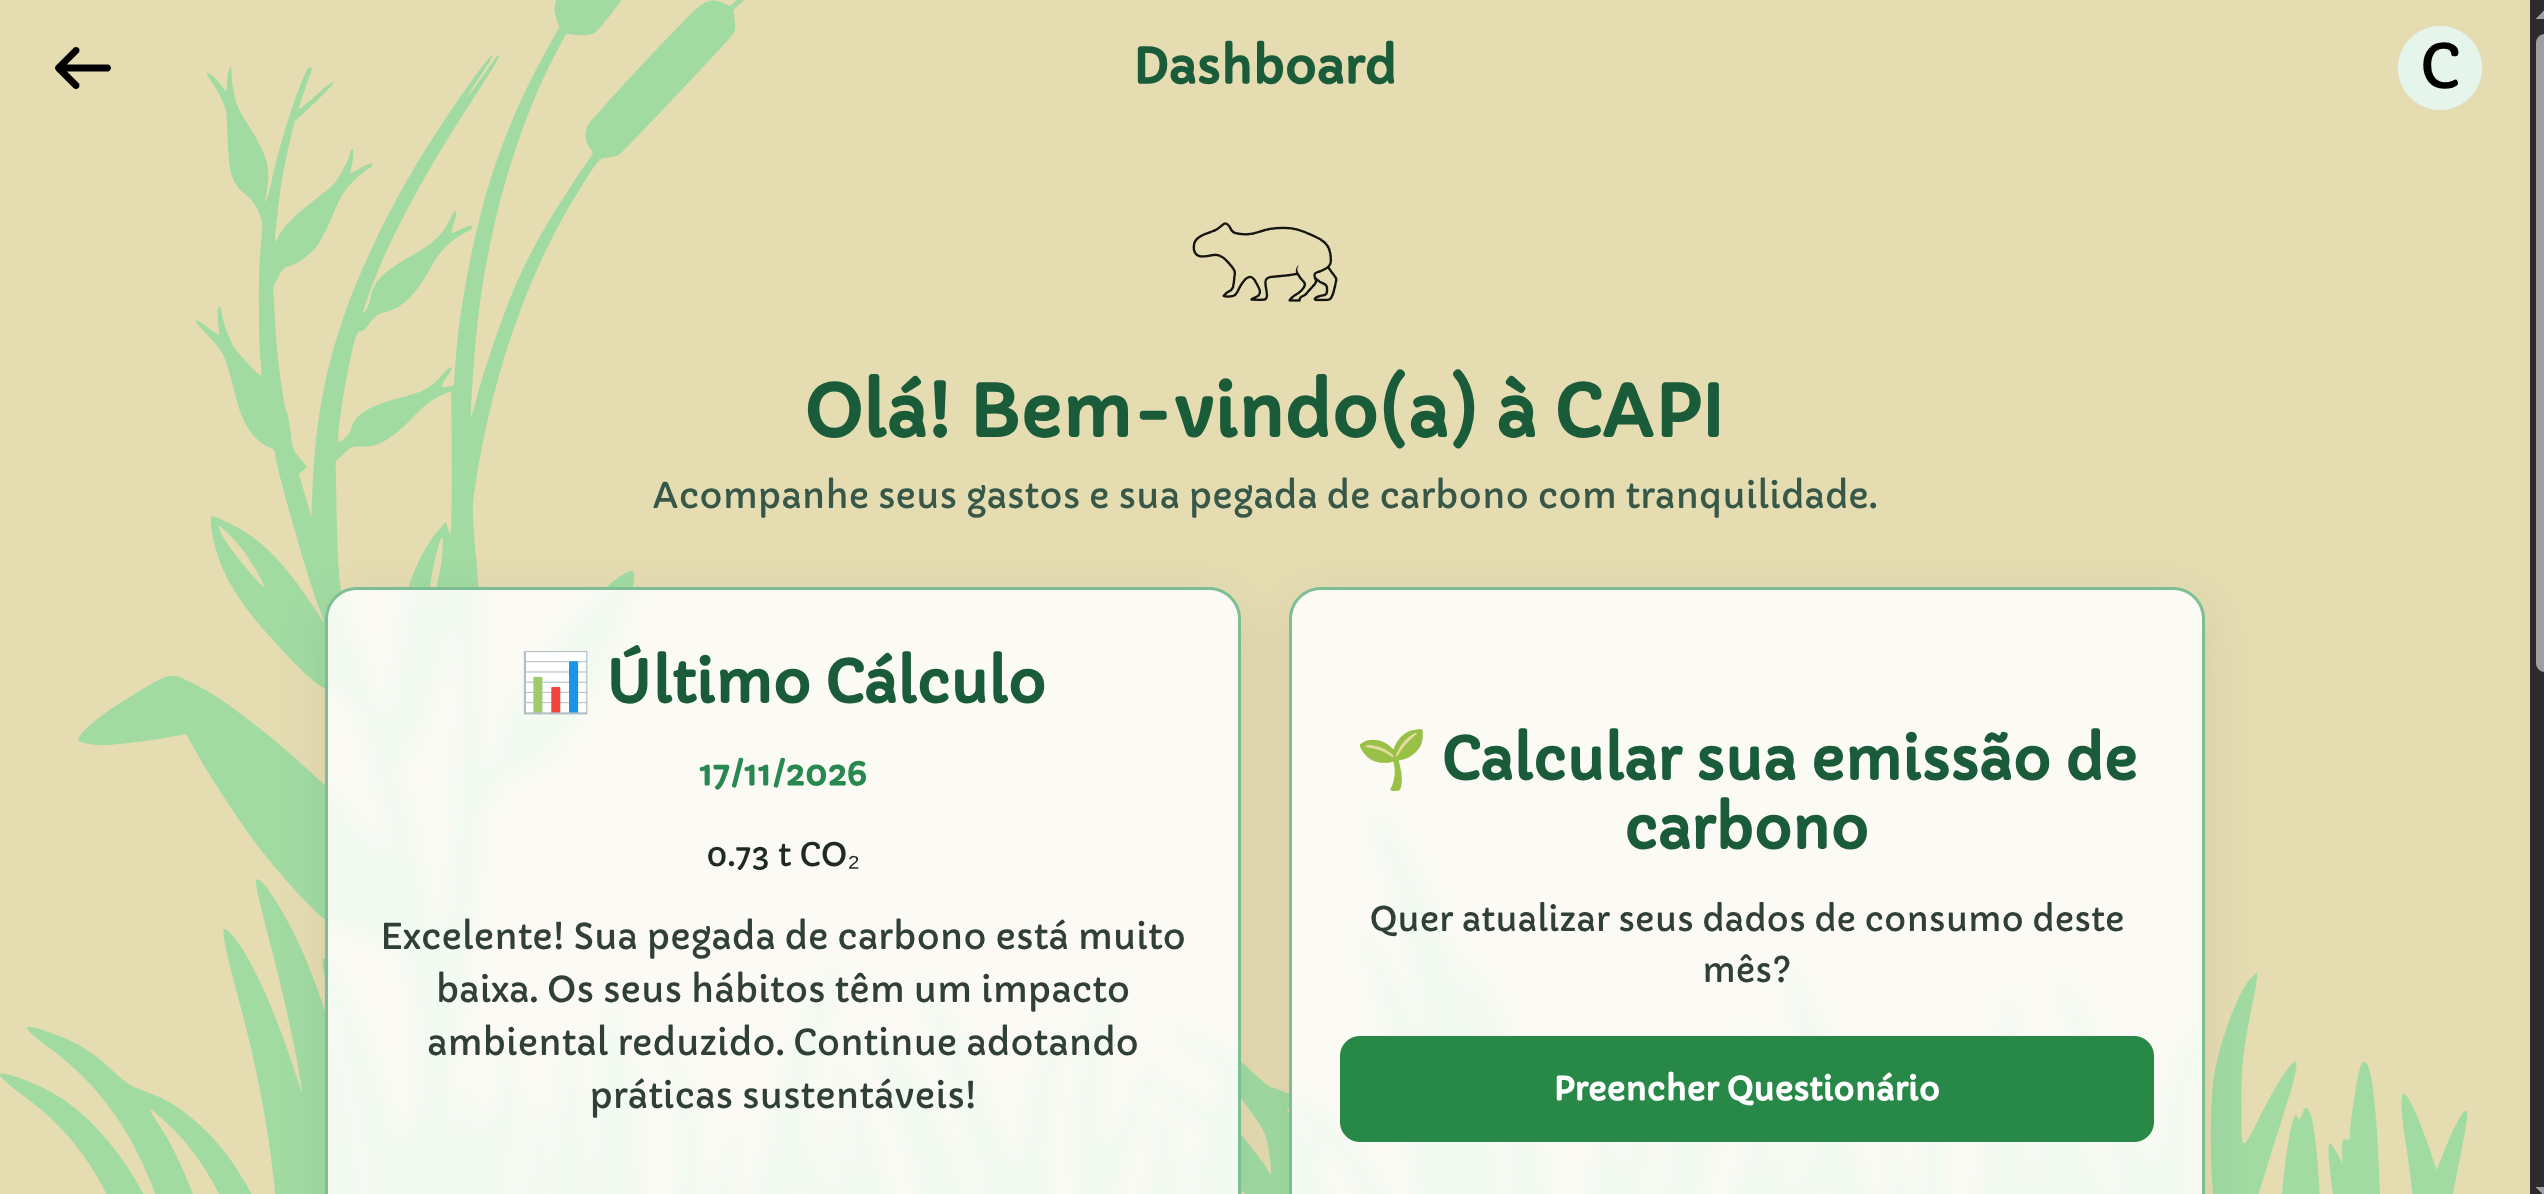 Dashboard
C
Olá! Bem-vindo(a) à CAPI
Acompanhe seus gastos e sua pegada de carbono com tranquilidade.
📊 Último Cálculo
17/11/2026
0.73 t CO₂
Excelente! Sua pegada de carbono está muito
baixa. Os seus hábitos têm um impacto
ambiental reduzido. Continue adotando
práticas sustentáveis!
🌱 Calcular sua emissão de
carbono
Quer atualizar seus dados de consumo deste
mês?
Preencher Questionário